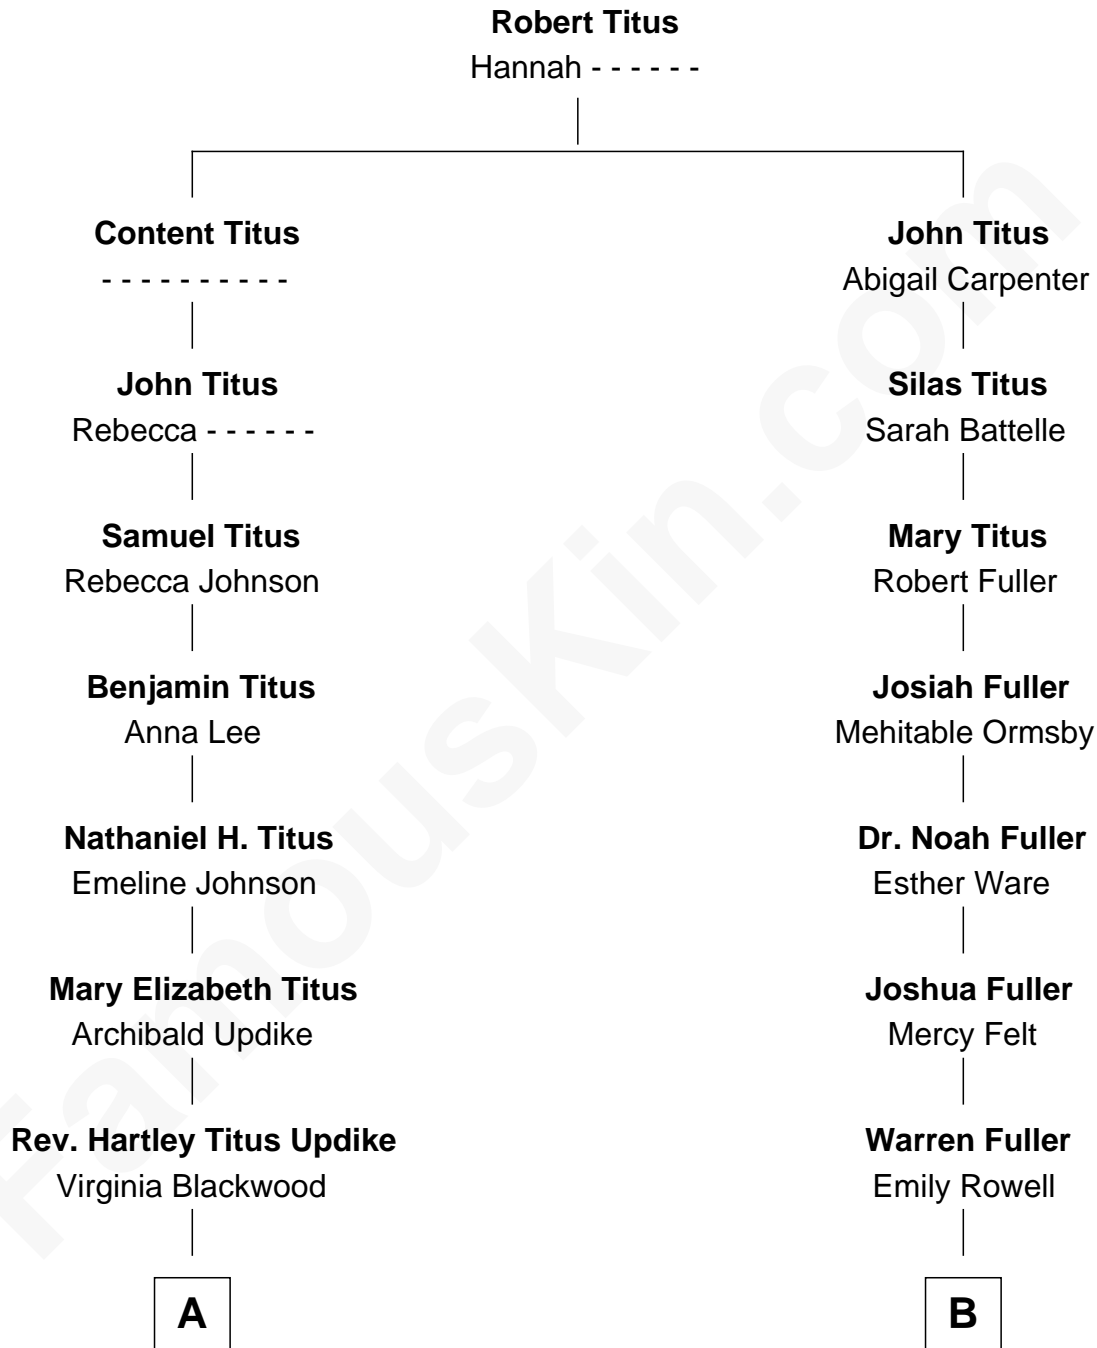 Robert Titus
Hannah - - - - - -
Content Titus
- - - - - - - - - -
John Titus
Rebecca - - - - - -
Samuel Titus
Rebecca Johnson
Benjamin Titus
Anna Lee
Nathaniel H. Titus
Emeline Johnson
Mary Elizabeth Titus
Archibald Updike
Rev. Hartley Titus Updike
Virginia Blackwood
A
John Titus
Abigail Carpenter
Silas Titus
Sarah Battelle
Mary Titus
Robert Fuller
Josiah Fuller
Mehitable Ormsby
Dr. Noah Fuller
Esther Ware
Joshua Fuller
Mercy Felt
Warren Fuller
Emily Rowell
B
FamousKin.com